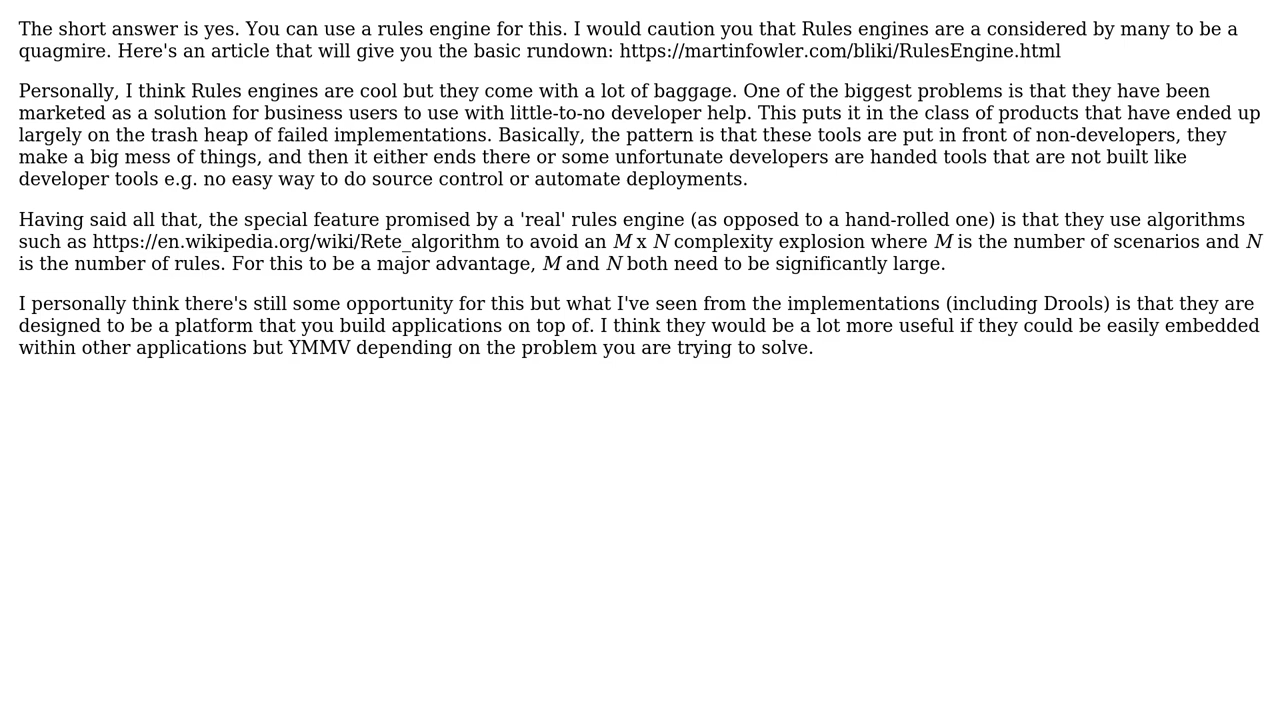 The short answer is yes. You can use a rules engine for this. I would caution you that Rules engines are a considered by many to be a
quagmire. Here's an article that will give you the basic rundown: https://martinfowler.com/bliki/RulesEngine.html
Personally, I think Rules engines are cool but they come with a lot of baggage. One of the biggest problems is that they have been
marketed as a solution for business users to use with little-to-no developer help. This puts it in the class of products that have ended up
largely on the trash heap of failed implementations. Basically, the pattern is that these tools are put in front of non-developers, they
make a big mess of things, and then it either ends there or some unfortunate developers are handed tools that are not built like
developer tools e.g. no easy way to do source control or automate deployments.
Having said all that, the special feature promised by a 'real' rules engine (as opposed to a hand-rolled one) is that they use algorithms
such as https://en.wikipedia.org/wiki/Rete_algorithm to avoid an M x N complexity explosion where M is the number of scenarios and N
is the number of rules. For this to be a major advantage, M and N both need to be significantly large.
I personally think there's still some opportunity for this but what I've seen from the implementations (including Drools) is that they are
designed to be a platform that you build applications on top of. I think they would be a lot more useful if they could be easily embedded
within other applications but YMMV depending on the problem you are trying to solve.